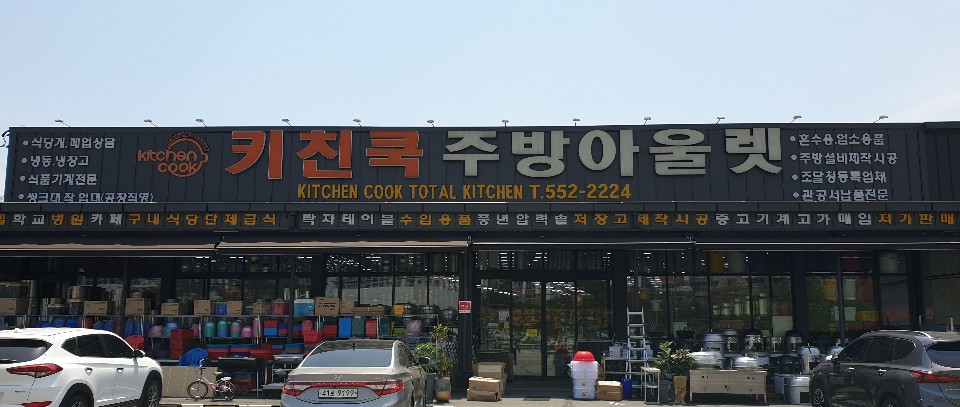 • 식당개.폐업상담
• 냉동.냉장고
• 식품기계전문
• 씽크대 작업대(공장직영)
kitchen cook
키친쿡 주방아울렛
KITCHEN COOK TOTAL KITCHEN T.552-2224
• 혼수용.업소용품
• 주방설비제작시공
• 조달청등록업체
• 관공서납품전문
학교병원카페구내식당단체급식 탁자테이블수입용품풍년압력솥저장고제작시공중고기계고가매입저가판매